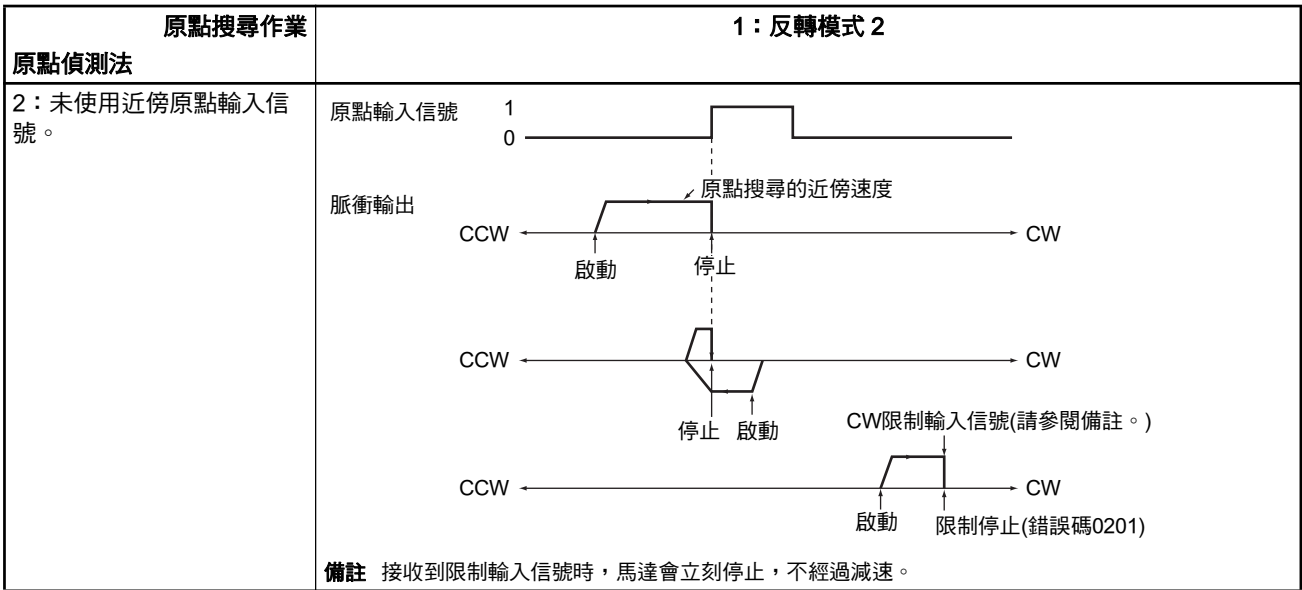 原點搜尋作業
原點偵測法
1：反轉模式 2
2：未使用近傍原點輸入信
號。
原點輸入信號
1
0
脈衝輸出
原點搜尋的近傍速度
CCW
CW
啟動
停止
CCW
CW
停止
啟動
CW限制輸入信號(請參閱備註。)
CCW
CW
啟動
限制停止(錯誤碼0201)
備註 接收到限制輸入信號時，馬達會立刻停止，不經過減速。